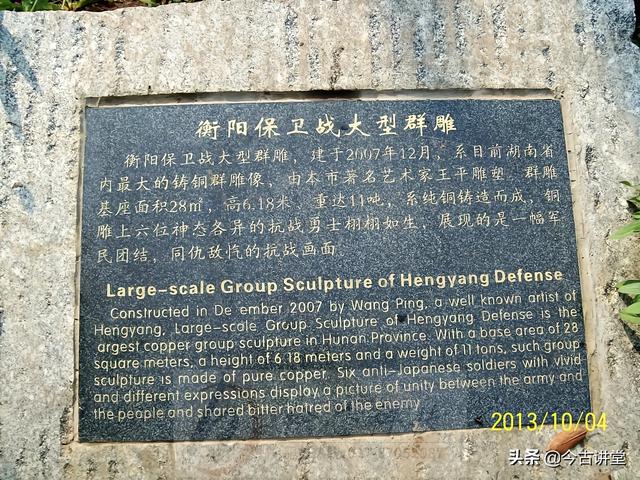 衡阳保卫战大型群雕
衡阳保卫战大型群雕，建于2007年12月，系目前湖南省
内最大的铸铜群雕像，由本市著名艺术家王平雕塑。群雕
基座面积28㎡，高6.18米、重达11吨，系纯铜铸造而成，铜
雕上六位神态各异的抗战勇士栩栩如生，展现的是一幅军
民团结，同仇敌忾的抗战画面。
Large-scale Group Sculpture of Hengyang Defense
Constructed in De ember 2007 by Wang Ping, a well known artist of
Hengyang, Large-scale Group Sculpture of Hengyang Defense is the
argest copper group sculpture in Hunan Province. With a base area of 28
square meters, a height of 6.18 meters and a weight of 11 tons, such group
sculpture is made of pure copper. Six anti-Japanese soldiers with vivid
and different expressions display a picture of unity between the army and
the people and shared bitter hatred of the enemy
2013/10/04
头条 @今古讲堂